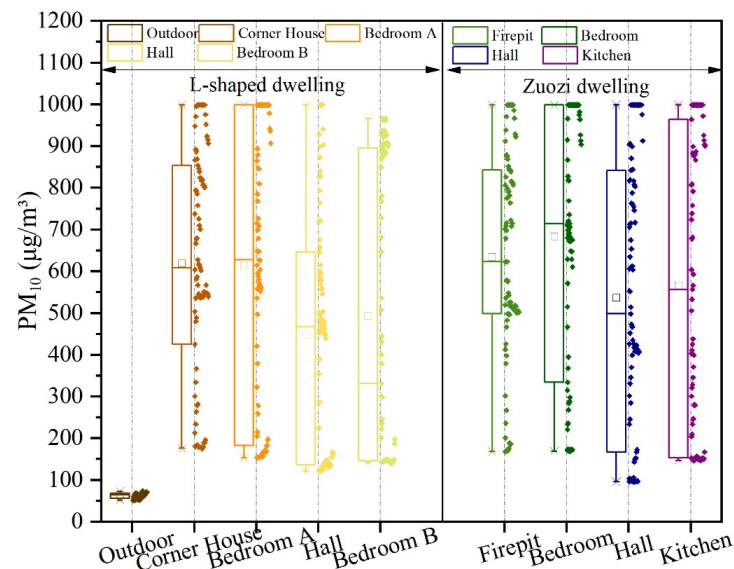 1200
1100
1000
900
800
700
600
500
400
300
200
100
0
PM10 (μg/m³)
Outdoor Corner House Bedroom A
Hall Bedroom B
L-shaped dwelling
Firepit Bedroom
Hall Kitchen
Zuozi dwelling
Outdoor
Corner House
Bedroom A
Hall
Bedroom B
Firepit
Bedroom
Hall
Kitchen